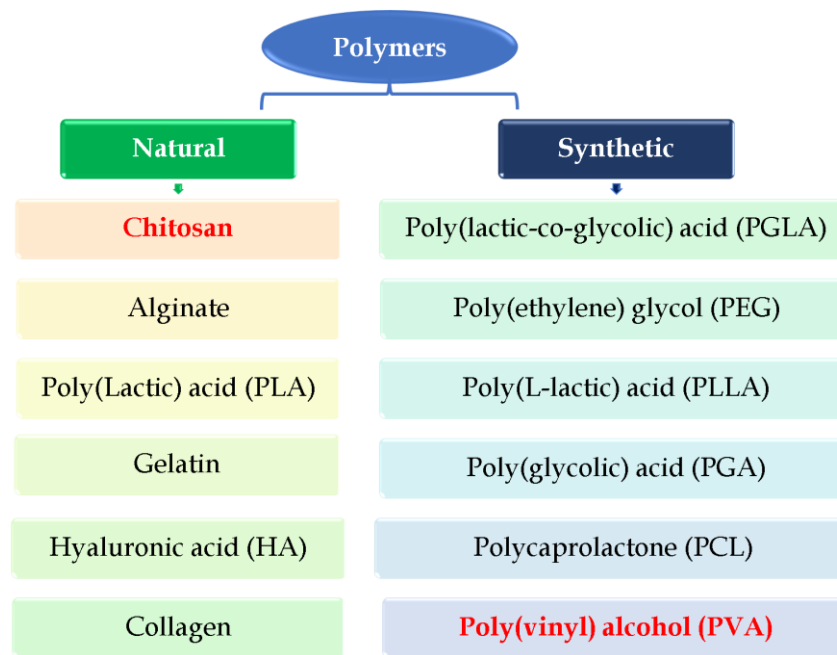 Polymers
Natural
Chitosan
Alginate
Poly(Lactic) acid (PLA)
Gelatin
Hyaluronic acid (HA)
Collagen
Synthetic
Poly(lactic-co-glycolic) acid (PGLA)
Poly(ethylene) glycol (PEG)
Poly(L-lactic) acid (PLLA)
Poly(glycolic) acid (PGA)
Polycaprolactone (PCL)
Poly(vinyl) alcohol (PVA)